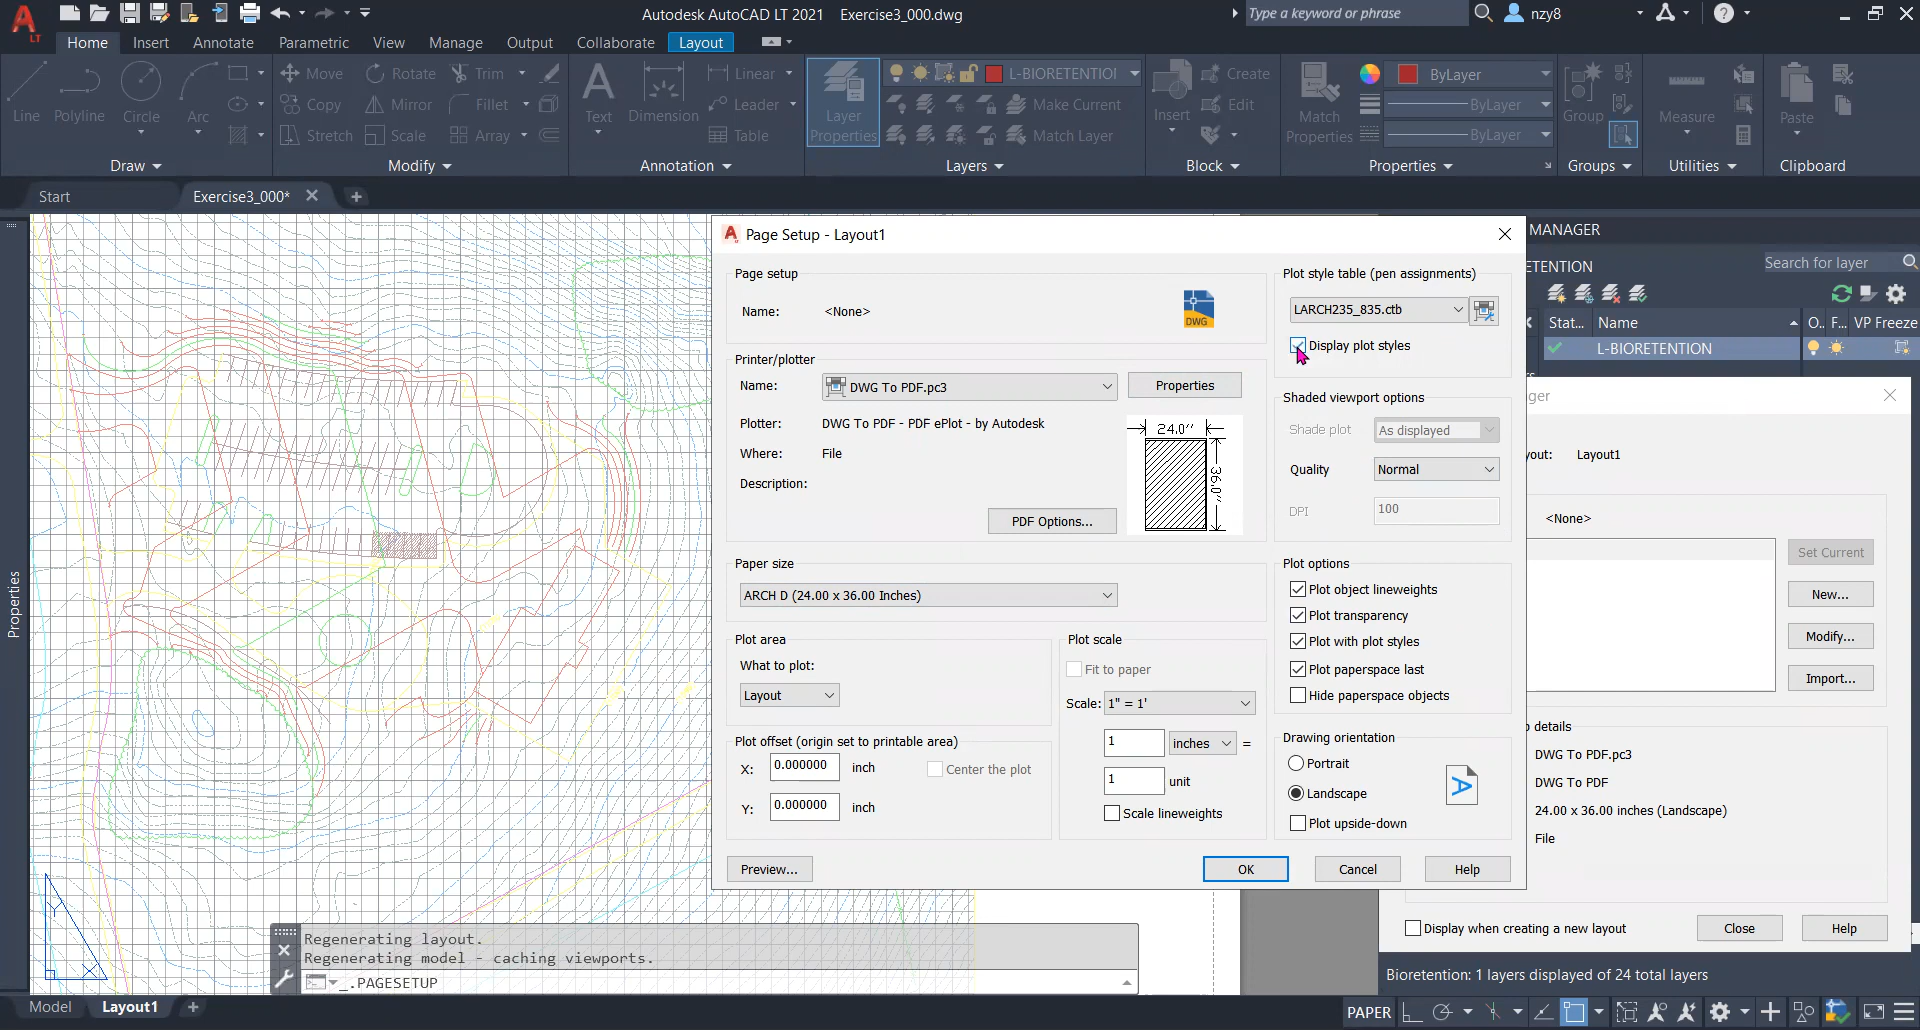 Autodesk AutoCAD LT 2021 Exercise3_000.dwg
Type a keyword or phrase
nzy8
LT
Home Insert Annotate Parametric View Manage Output Collaborate Layout
Line Polyline Circle Arc
Move Rotate Trim
Copy Mirror Fillet
Stretch Scale Array
Text Dimension
Linear
Leader
Table
Layer Properties
L-BIORETENTIOI
Make Current
Match Layer
Insert
Create
Edit
Match Properties
ByLayer
ByLayer
ByLayer
Group
Measure
Paste
Draw Modify Annotation Layers Block Properties Groups Utilities Clipboard
Start Exercise3_000*
Properties
Page Setup - Layout1
Page setup
Name: <None>
DWG
Printer/plotter
Name: DWG To PDF.pc3
Properties
Plotter: DWG To PDF - PDF ePlot - by Autodesk
Where: File
Description:
24.0''
36.0''
PDF Options...
Paper size
ARCH D (24.00 x 36.00 Inches)
Plot area
What to plot:
Layout
Plot scale
Fit to paper
Scale: 1" = 1'
1 inches =
1 unit
Scale lineweights
Plot offset (origin set to printable area)
X: 0.000000 inch
Center the plot
Y: 0.000000 inch
Plot style table (pen assignments)
LARCH235_835.ctb
Display plot styles
Shaded viewport options
Shade plot As displayed
Quality Normal
DPI 100
Plot options
Plot object lineweights
Plot transparency
Plot with plot styles
Plot paperspace last
Hide paperspace objects
Drawing orientation
Portrait
Landscape
Plot upside-down
A
Preview...
OK
Cancel
Help
MANAGER
ETENTION
Search for layer
Stat... Name O.. F... VP Freeze
L-BIORETENTION
ger
yout: Layout1
<None>
Set Current
New...
Modify...
Import...
o details
DWG To PDF.pc3
DWG To PDF
24.00 x 36.00 inches (Landscape)
File
Display when creating a new layout
Close
Help
Bioretention: 1 layers displayed of 24 total layers
Regenerating layout.
Regenerating model - caching viewports.
_.PAGESETUP
Y
X
Model Layout1
PAPER